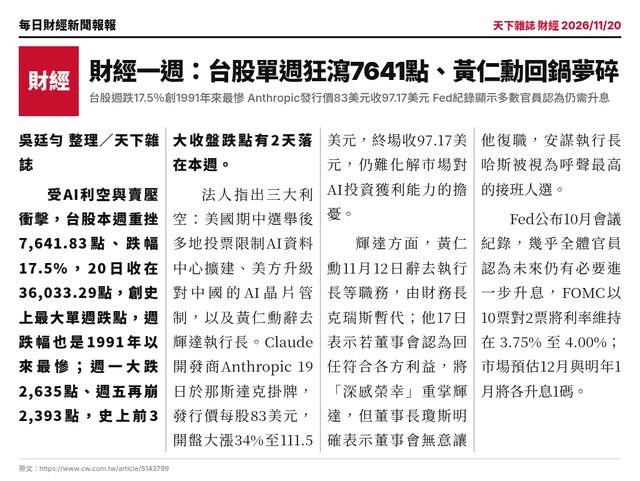 每日財經新聞報報
天下雜誌 財經 2026/11/20
財經
財經一週：台股單週狂瀉7641點、黃仁勳回鍋夢碎
台股週跌17.5%創1991年來最慘 Anthropic發行價83美元收97.17美元 Fed紀錄顯示多數官員認為仍需升息
吳廷勻 整理／天下雜
誌
受AI利空與賣壓
衝擊，台股本週重挫
7,641.83點、跌幅
17.5%，20日收在
36,033.29點，創史
上最大單週跌點，週
跌幅也是1991年以
來最慘；週一大跌
2,635點、週五再崩
2,393點，史上前3
大收盤跌點有2天落
在本週。
法人指出三大利
空：美國期中選舉後
多地投票限制AI資料
中心擴建、美方升級
對中國的AI晶片管
制，以及黃仁勳辭去
輝達執行長。Claude
開發商Anthropic 19
日於那斯達克掛牌，
發行價每股83美元，
開盤大漲34%至111.5
美元，終場收97.17美
元，仍難化解市場對
AI投資獲利能力的擔
憂。
輝達方面，黃仁
勳11月12日辭去執行
長等職務，由財務長
克瑞斯暫代；他17日
表示若董事會認為回
任符合各方利益，將
「深感榮幸」重掌輝
達，但董事長瓊斯明
確表示董事會無意讓
他復職，安謀執行長
哈斯被視為呼聲最高
的接班人選。
Fed公布10月會議
紀錄，幾乎全體官員
認為未來仍有必要進
一步升息，FOMC以
10票對2票將利率維持
在 3.75% 至 4.00%；
市場預估12月與明年1
月將各升息1碼。
原文：https://www.cw.com.tw/article/5143799